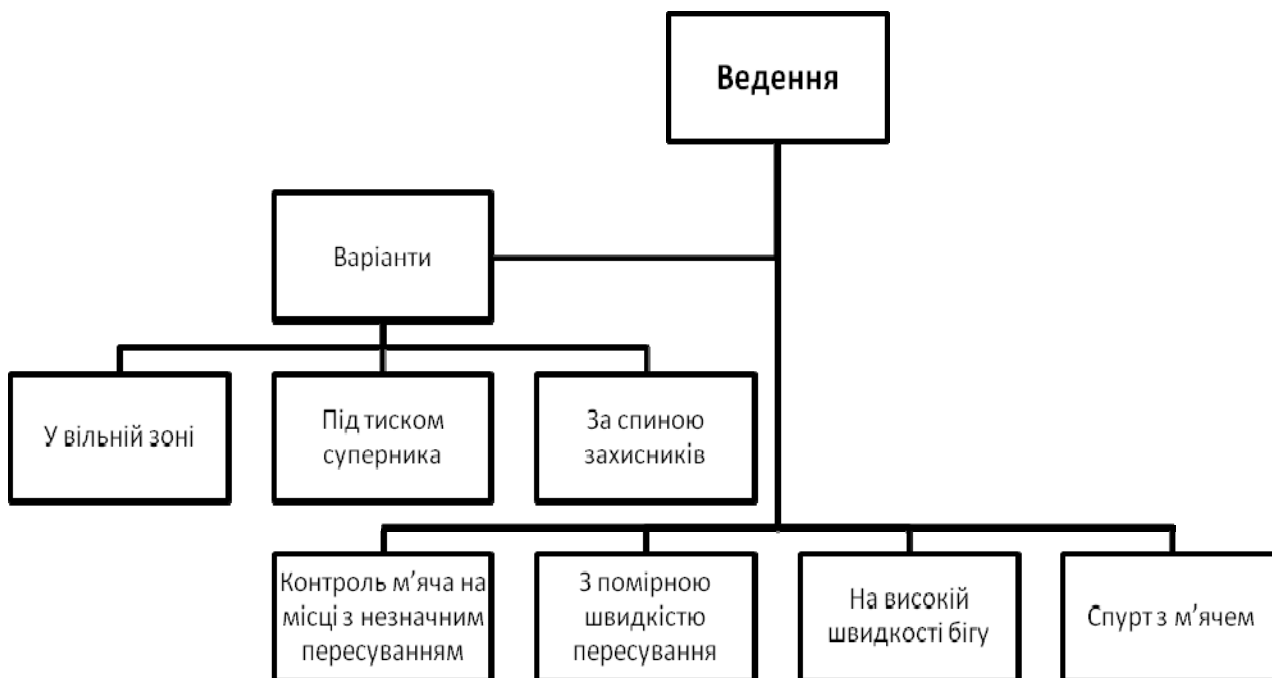 Ведення
Варіанти
У вільній зоні
Під тиском
суперника
За спиною
захисників
Контроль м’яча на
місці з незначним
пересуванням
З помірною
швидкістю
пересування
На високій
швидкості бігу
Спурт з м’ячем